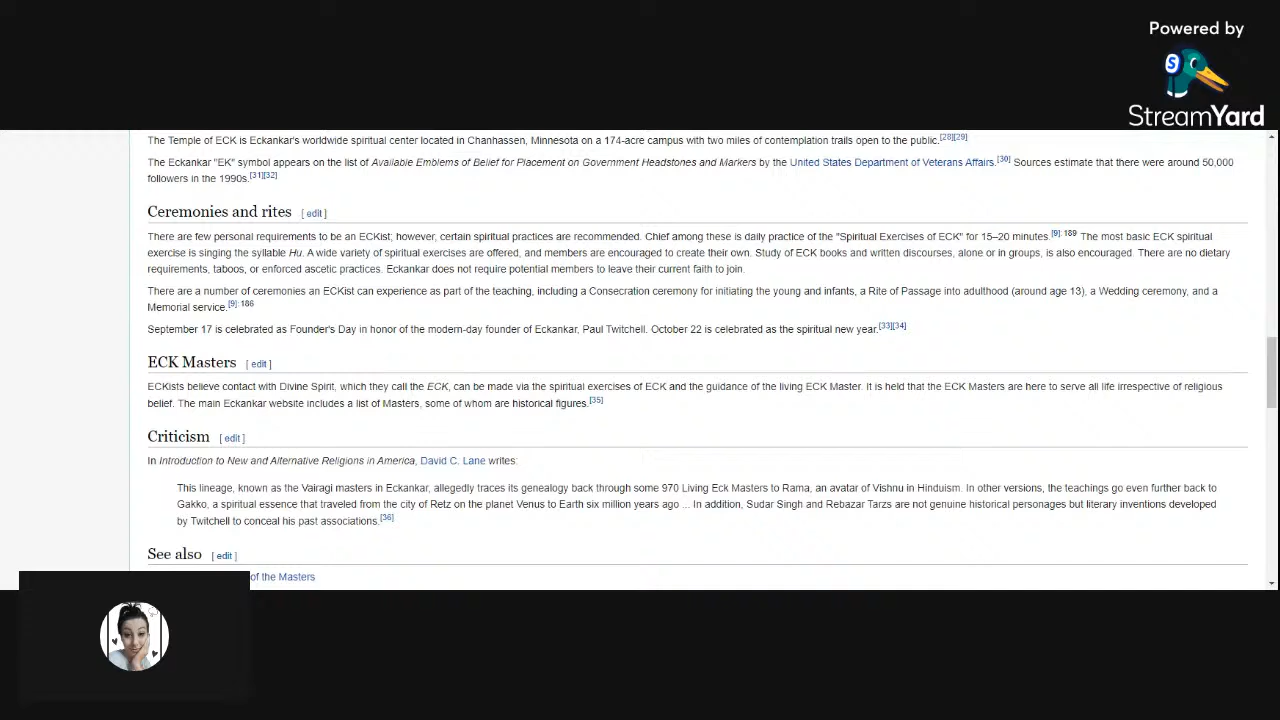 Powered by
S
StreamYard
The Temple of ECK is Eckankar's worldwide spiritual center located in Chanhassen, Minnesota on a 174-acre campus with two miles of contemplation trails open to the public.[28][29]
The Eckankar "EK" symbol appears on the list of Available Emblems of Belief for Placement on Government Headstones and Markers by the United States Department of Veterans Affairs.[30] Sources estimate that there were around 50,000
followers in the 1990s.[31][32]
Ceremonies and rites [ edit ]
There are few personal requirements to be an ECKist; however, certain spiritual practices are recommended. Chief among these is daily practice of the "Spiritual Exercises of ECK" for 15–20 minutes.[9]: 189 The most basic ECK spiritual
exercise is singing the syllable Hu. A wide variety of spiritual exercises are offered, and members are encouraged to create their own. Study of ECK books and written discourses, alone or in groups, is also encouraged. There are no dietary
requirements, taboos, or enforced ascetic practices. Eckankar does not require potential members to leave their current faith to join.
There are a number of ceremonies an ECKist can experience as part of the teaching, including a Consecration ceremony for initiating the young and infants, a Rite of Passage into adulthood (around age 13), a Wedding ceremony, and a
Memorial service.[9]: 186
September 17 is celebrated as Founder's Day in honor of the modern-day founder of Eckankar, Paul Twitchell. October 22 is celebrated as the spiritual new year.[33][34]
ECK Masters [ edit ]
ECKists believe contact with Divine Spirit, which they call the ECK, can be made via the spiritual exercises of ECK and the guidance of the living ECK Master. It is held that the ECK Masters are here to serve all life irrespective of religious
belief. The main Eckankar website includes a list of Masters, some of whom are historical figures.[35]
Criticism [ edit ]
In Introduction to New and Alternative Religions in America, David C. Lane writes:
This lineage, known as the Vairagi masters in Eckankar, allegedly traces its genealogy back through some 970 Living Eck Masters to Rama, an avatar of Vishnu in Hinduism. In other versions, the teachings go even further back to
Gakko, a spiritual essence that traveled from the city of Retz on the planet Venus to Earth six million years ago ... In addition, Sudar Singh and Rebazar Tarzs are not genuine historical personages but literary inventions developed
by Twitchell to conceal his past associations.[36]
See also [ edit ]
of the Masters